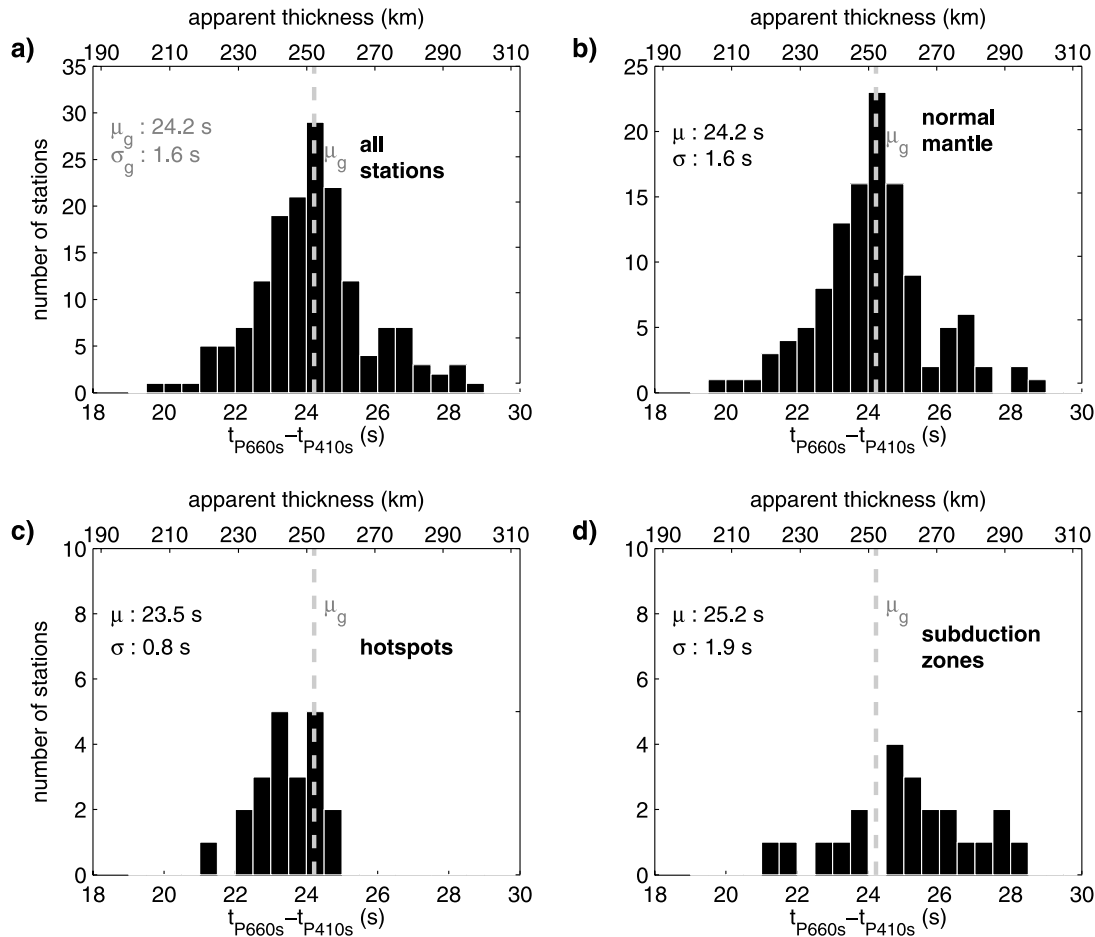 apparent thickness (km)
a)
190 210 230 250 270 290 310
35
30
25
20
15
10
5
0
number of stations
μg : 24.2 s
σg : 1.6 s
μg
all
stations
18 20 22 24 26 28 30
tP660s–tP410s (s)
apparent thickness (km)
b)
190 210 230 250 270 290 310
25
20
15
10
5
0
μ : 24.2 s
σ : 1.6 s
μg
normal
mantle
18 20 22 24 26 28 30
tP660s–tP410s (s)
apparent thickness (km)
c)
190 210 230 250 270 290 310
10
8
6
4
2
0
number of stations
μ : 23.5 s
σ : 0.8 s
μg
hotspots
18 20 22 24 26 28 30
tP660s–tP410s (s)
apparent thickness (km)
d)
190 210 230 250 270 290 310
10
8
6
4
2
0
μ : 25.2 s
σ : 1.9 s
μg
subduction
zones
18 20 22 24 26 28 30
tP660s–tP410s (s)